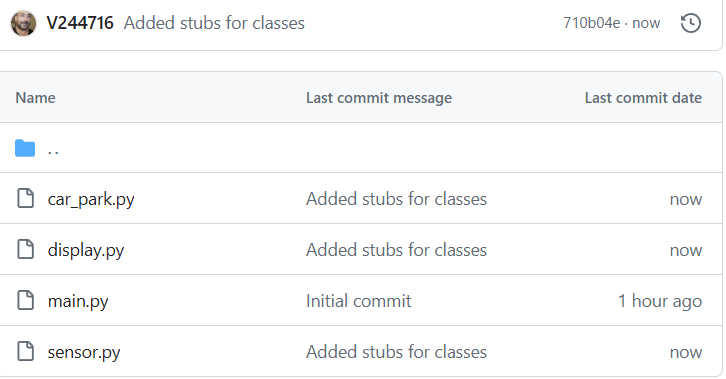 V244716 Added stubs for classes 710b04e · now
Name Last commit message Last commit date
..
car_park.py Added stubs for classes now
display.py Added stubs for classes now
main.py Initial commit 1 hour ago
sensor.py Added stubs for classes now